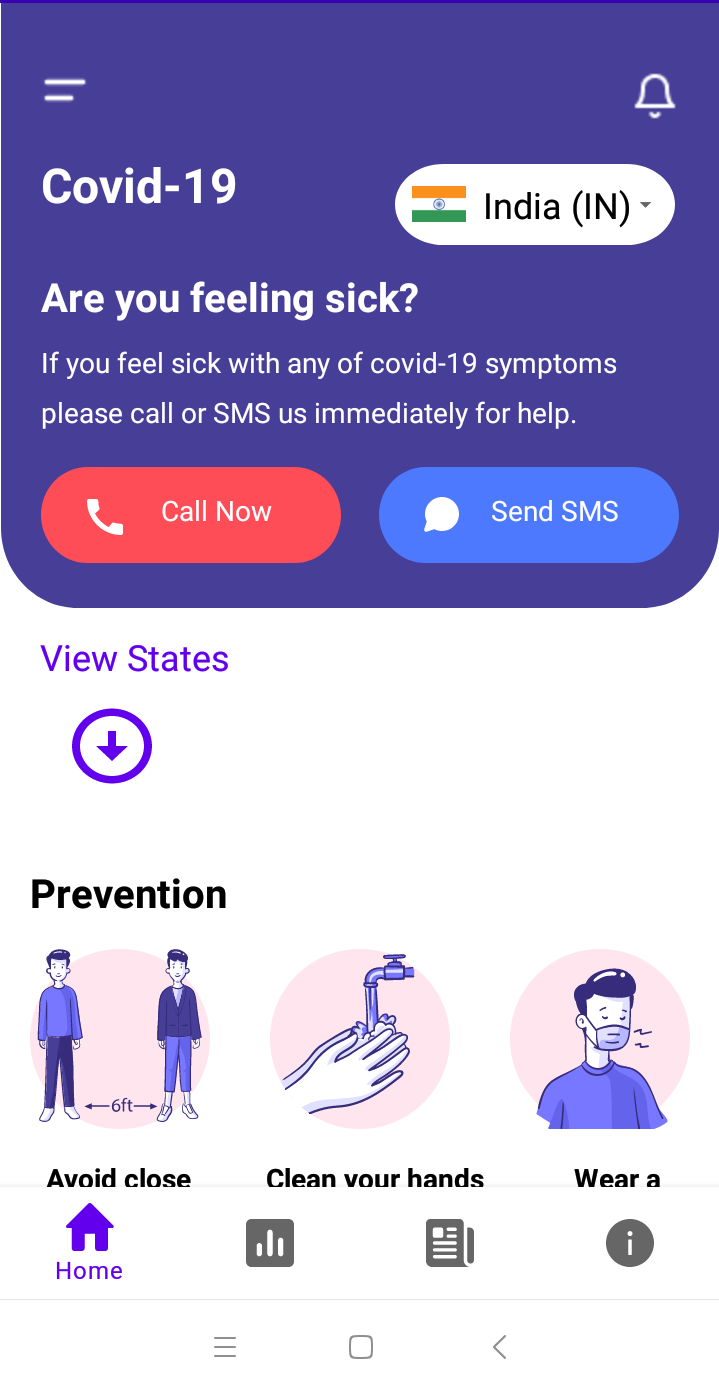 Covid-19
India (IN)
Are you feeling sick?
If you feel sick with any of covid-19 symptoms
please call or SMS us immediately for help.
Call Now
Send SMS
View States
Prevention
6ft
Avoid close
Clean your hands
Wear a
Home